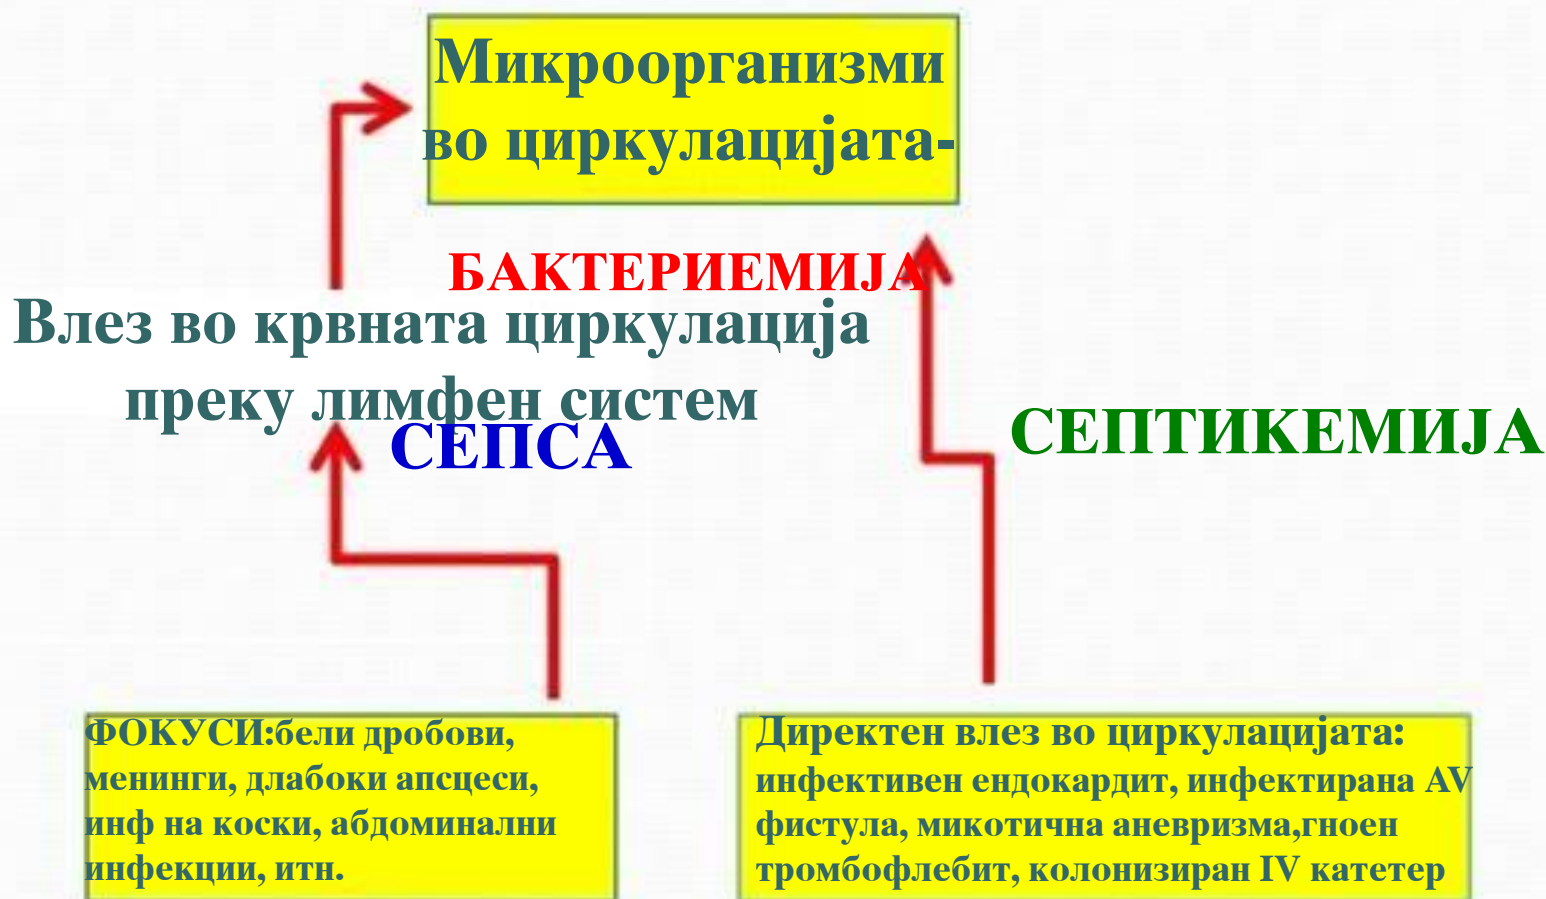 Микроорганизми
во циркулацијата-
БАКТЕРИЕМИЈА
Влез во крвната циркулација
преку лимфен систем
СЕПСА
СЕПТИКЕМИЈА
ФОКУСИ:бели дробови,
менинги, длабоки апсцеси,
инф на коски, абдоминални
инфекции, итн.
Директен влез во циркулацијата:
инфективен ендокардит, инфектирана AV
фистула, микотична аневризма,гноен
тромбофлебит, колонизиран IV катетер